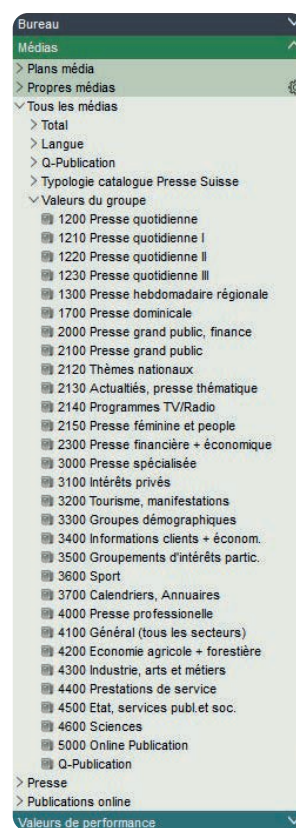 Bureau
Médias
Plans média
Propres médias
Tous les médias
Total
Langue
Q-Publication
Typologie catalogue Presse Suisse
Valeurs du groupe
1200 Presse quotidienne
1210 Presse quotidienne I
1220 Presse quotidienne II
1230 Presse quotidienne III
1300 Presse hebdomadaire régionale
1700 Presse dominicale
2000 Presse grand public, finance
2100 Presse grand public
2120 Thèmes nationaux
2130 Actualtiés, presse thématique
2140 Programmes TV/Radio
2150 Presse féminine et people
2300 Presse financière + économique
3000 Presse spécialisée
3100 Intérêts privés
3200 Tourisme, manifestations
3300 Groupes démographiques
3400 Informations clients + économ.
3500 Groupements d'intérêts partic.
3600 Sport
3700 Calendriers, Annuaires
4000 Presse professionelle
4100 Général (tous les secteurs)
4200 Economie agricole + forestière
4300 Industrie, arts et métiers
4400 Prestations de service
4500 Etat, services publ.et soc.
4600 Sciences
5000 Online Publication
Q-Publication
Presse
Publications online
Valeurs de performance